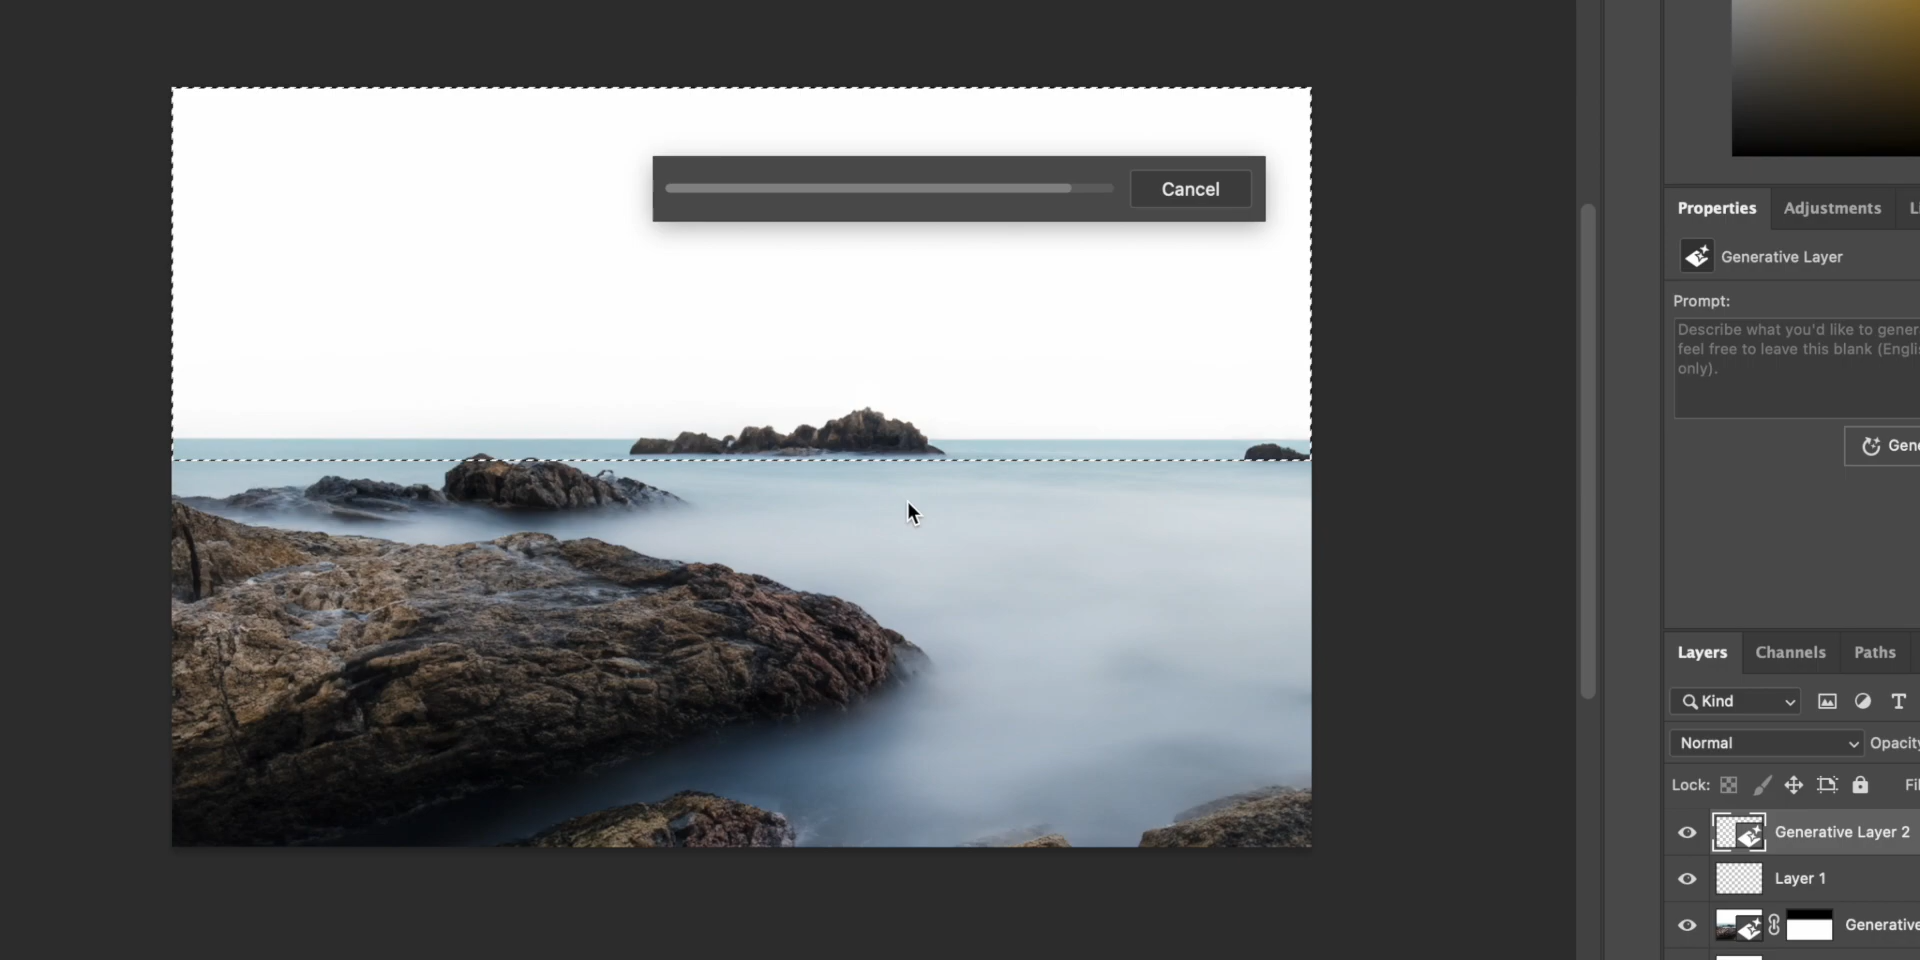 Cancel
Properties
Adjustments
Generative Layer
Prompt:
Describe what you'd like to gener
feel free to leave this blank (Engli
only).
Gene
Layers
Channels
Paths
Kind
Normal
Opacity
Lock:
Fil
Generative Layer 2
Layer 1
Generative